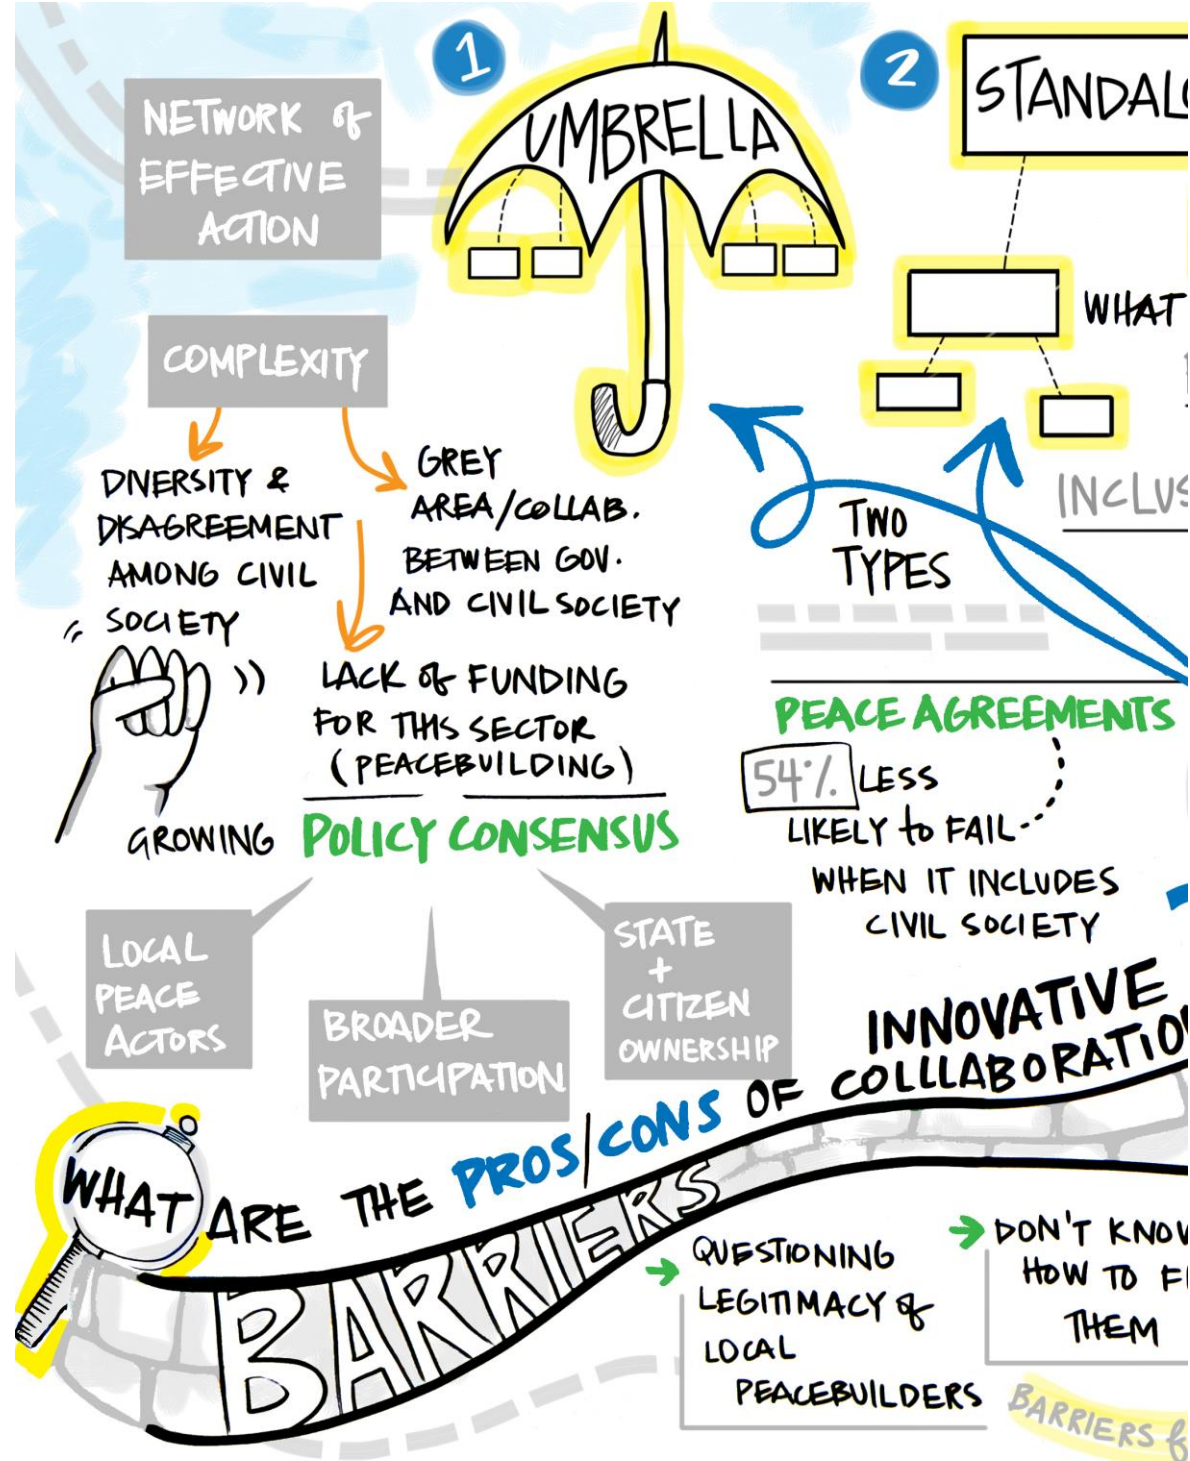 NETWORK of
EFFECTIVE
ACTION
1
UMBRELLA
2
COMPLEXITY
DIVERSITY &
DISAGREEMENT
AMONG CIVIL
SOCIETY
GREY
AREA/COLLAB.
BETWEEN GOV.
AND CIVIL SOCIETY
LACK of FUNDING
FOR THIS SECTOR
(PEACEBUILDING)
GROWING POLICY CONSENSUS
LOCAL
PEACE
ACTORS
BROADER
PARTICIPATION
STATE
+
CITIZEN
OWNERSHIP
WHAT
TWO
TYPES
PEACE AGREEMENTS
54% LESS
LIKELY to FAIL
WHEN IT INCLUDES
CIVIL SOCIETY
WHAT ARE THE PROS/CONS OF
INNOVATIVE
BARRIERS
QUESTIONING
LEGITIMACY of
LOCAL
PEACEBUILDERS
DON'T
HOW TO
THEM
BARRIERS